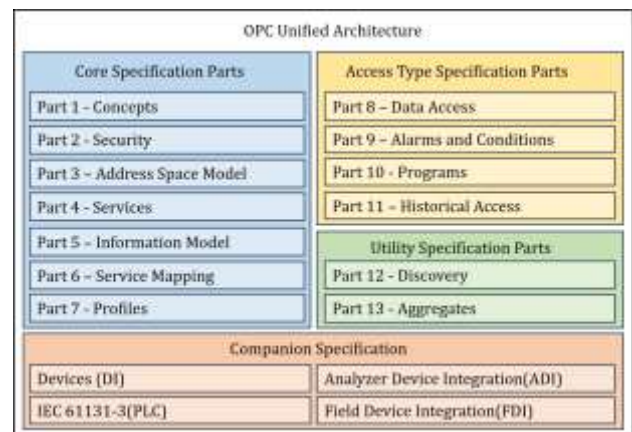 OPC Unified Architecture
Core Specification Parts
Part 1 - Concepts
Part 2 - Security
Part 3 – Address Space Model
Part 4 - Services
Part 5 – Information Model
Part 6 – Service Mapping
Part 7 - Profiles
Access Type Specification Parts
Part 8 – Data Access
Part 9 – Alarms and Conditions
Part 10 - Programs
Part 11 – Historical Access
Utility Specification Parts
Part 12 - Discovery
Part 13 - Aggregates
Companion Specification
Devices (DI)
Analyzer Device Integration(ADI)
IEC 61131-3(PLC)
Field Device Integration(FDI)